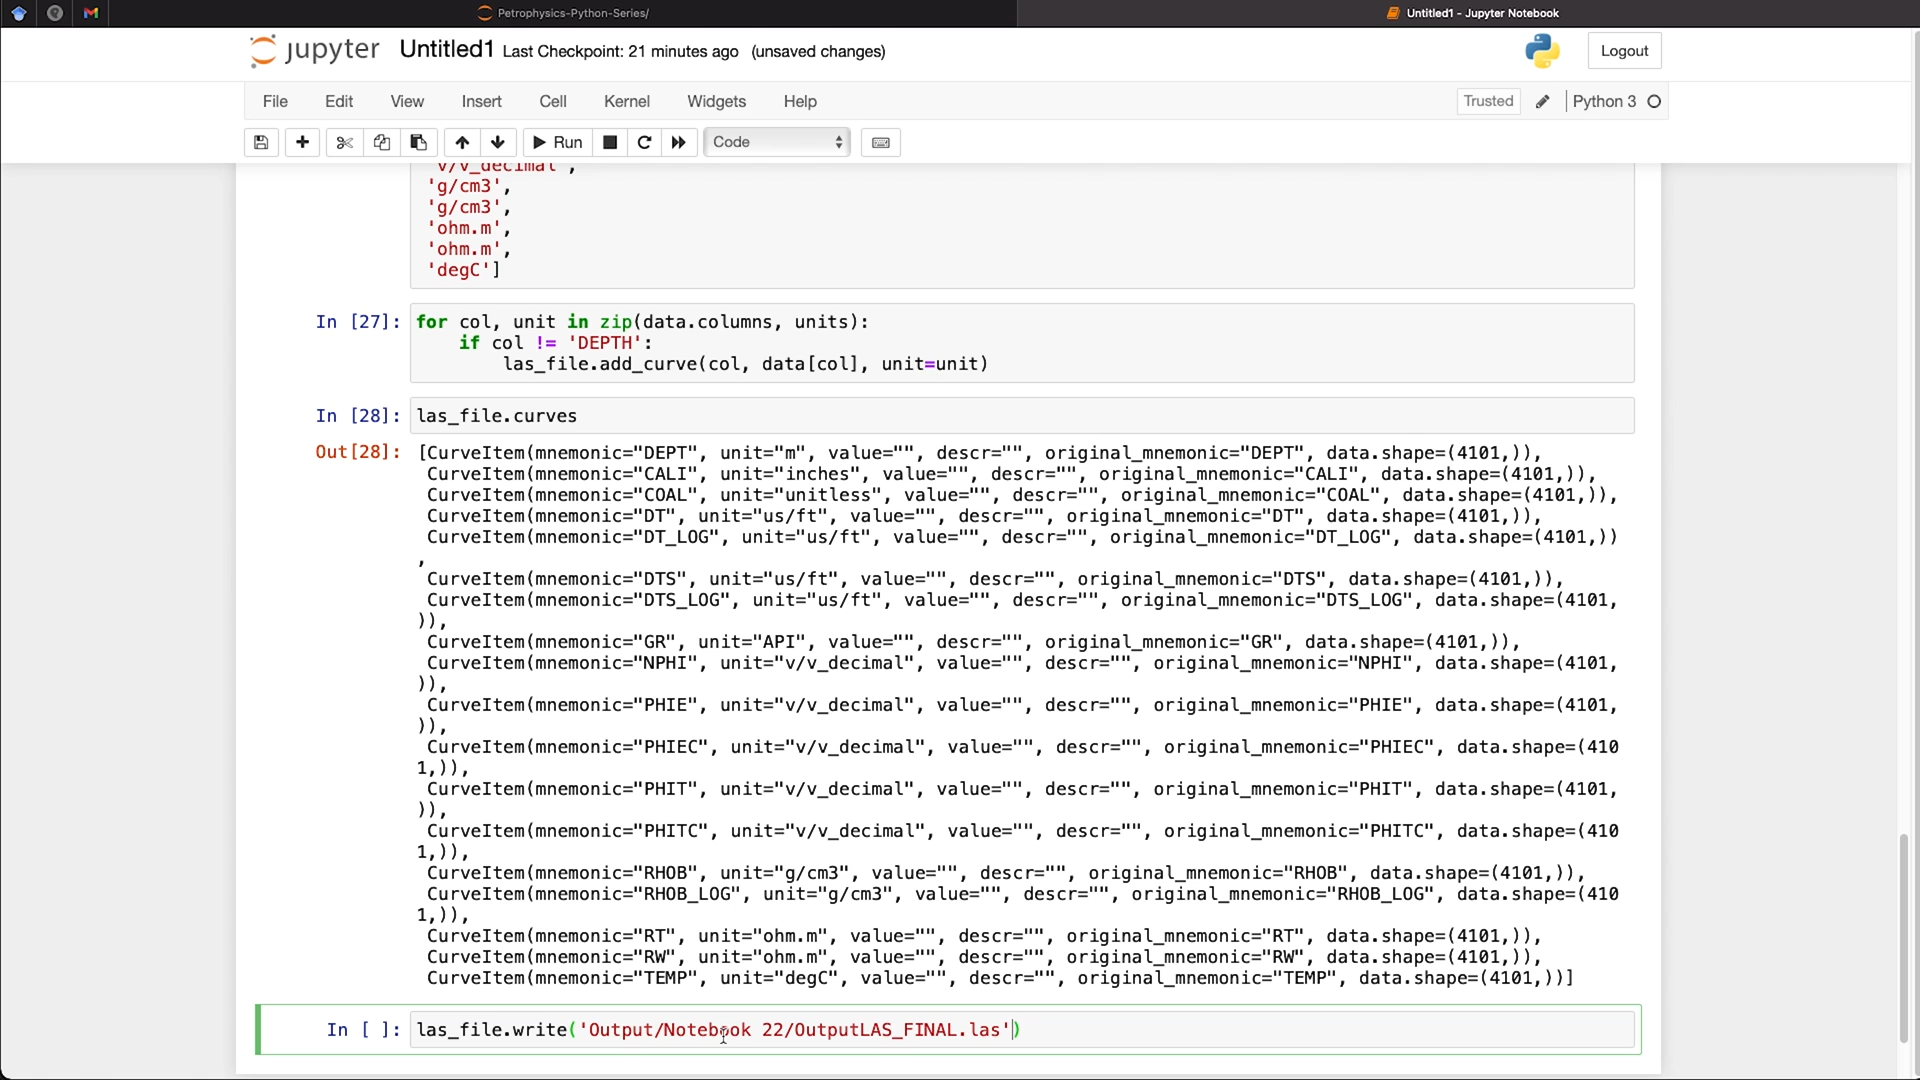 Petrophysics-Python-Series/
Untitled1 - Jupyter Notebook
jupyter Untitled1 Last Checkpoint: 21 minutes ago (unsaved changes)
Logout
File Edit View Insert Cell Kernel Widgets Help
Trusted
Python 3
Run
Code
'v/v_decimal',
'g/cm3',
'g/cm3',
'ohm.m',
'ohm.m',
'degC']
In [27]: for col, unit in zip(data.columns, units):
if col != 'DEPTH':
las_file.add_curve(col, data[col], unit=unit)
In [28]: las_file.curves
Out[28]: [CurveItem(mnemonic="DEPT", unit="m", value="", descr="", original_mnemonic="DEPT", data.shape=(4101,)),
CurveItem(mnemonic="CALI", unit="inches", value="", descr="", original_mnemonic="CALI", data.shape=(4101,)),
CurveItem(mnemonic="COAL", unit="unitless", value="", descr="", original_mnemonic="COAL", data.shape=(4101,)),
CurveItem(mnemonic="DT", unit="us/ft", value="", descr="", original_mnemonic="DT", data.shape=(4101,)),
CurveItem(mnemonic="DT_LOG", unit="us/ft", value="", descr="", original_mnemonic="DT_LOG", data.shape=(4101,))
,
CurveItem(mnemonic="DTS", unit="us/ft", value="", descr="", original_mnemonic="DTS", data.shape=(4101,)),
CurveItem(mnemonic="DTS_LOG", unit="us/ft", value="", descr="", original_mnemonic="DTS_LOG", data.shape=(4101,
)),
CurveItem(mnemonic="GR", unit="API", value="", descr="", original_mnemonic="GR", data.shape=(4101,)),
CurveItem(mnemonic="NPHI", unit="v/v_decimal", value="", descr="", original_mnemonic="NPHI", data.shape=(4101,
)),
CurveItem(mnemonic="PHIE", unit="v/v_decimal", value="", descr="", original_mnemonic="PHIE", data.shape=(4101,
)),
CurveItem(mnemonic="PHIEC", unit="v/v_decimal", value="", descr="", original_mnemonic="PHIEC", data.shape=(410
1,)),
CurveItem(mnemonic="PHIT", unit="v/v_decimal", value="", descr="", original_mnemonic="PHIT", data.shape=(4101,
)),
CurveItem(mnemonic="PHITC", unit="v/v_decimal", value="", descr="", original_mnemonic="PHITC", data.shape=(410
1,)),
CurveItem(mnemonic="RHOB", unit="g/cm3", value="", descr="", original_mnemonic="RHOB", data.shape=(4101,)),
CurveItem(mnemonic="RHOB_LOG", unit="g/cm3", value="", descr="", original_mnemonic="RHOB_LOG", data.shape=(410
1,)),
CurveItem(mnemonic="RT", unit="ohm.m", value="", descr="", original_mnemonic="RT", data.shape=(4101,)),
CurveItem(mnemonic="RW", unit="ohm.m", value="", descr="", original_mnemonic="RW", data.shape=(4101,)),
CurveItem(mnemonic="TEMP", unit="degC", value="", descr="", original_mnemonic="TEMP", data.shape=(4101,))]
In [ ]: las_file.write('Output/Notebook 22/OutputLAS_FINAL.las')